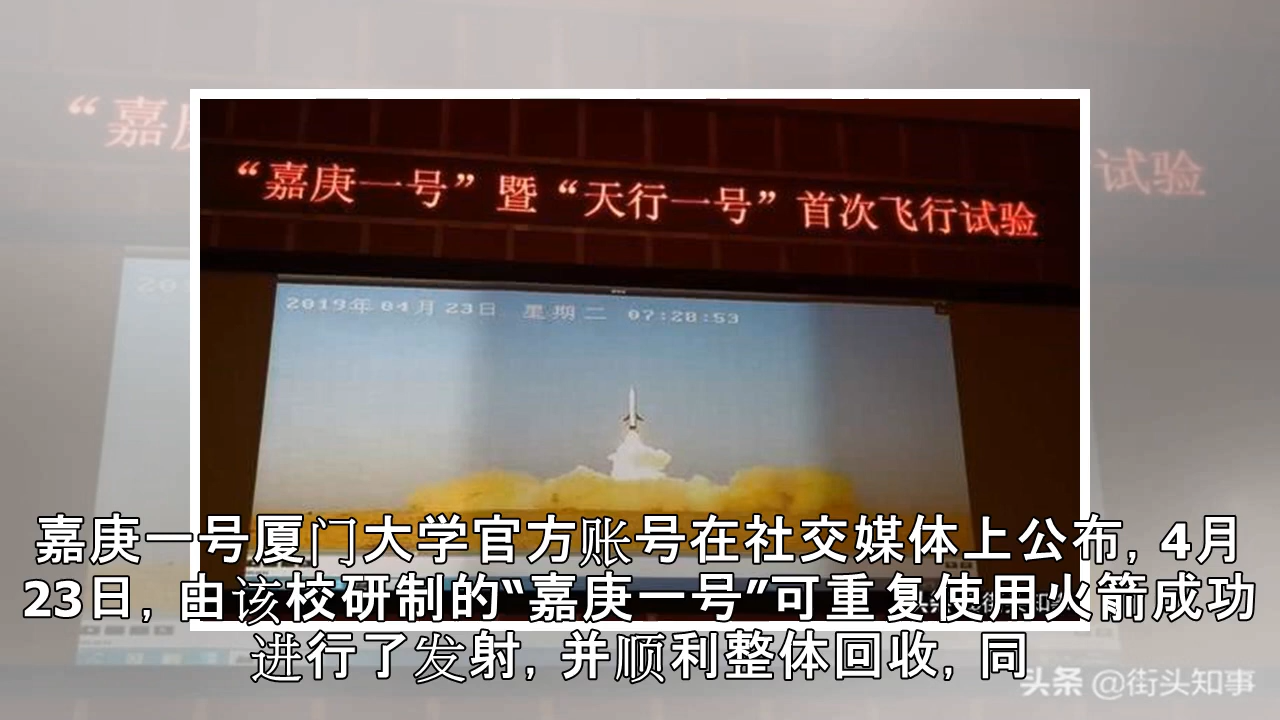 “嘉庚一号”暨“天行一号”首次飞行试验
2019年04月23日 星期二 07:28:53
嘉庚一号厦门大学官方账号在社交媒体上公布, 4月
23日, 由该校研制的“嘉庚一号”可重复使用火箭成功
进行了发射, 并顺利整体回收, 同
头条 @街头知事